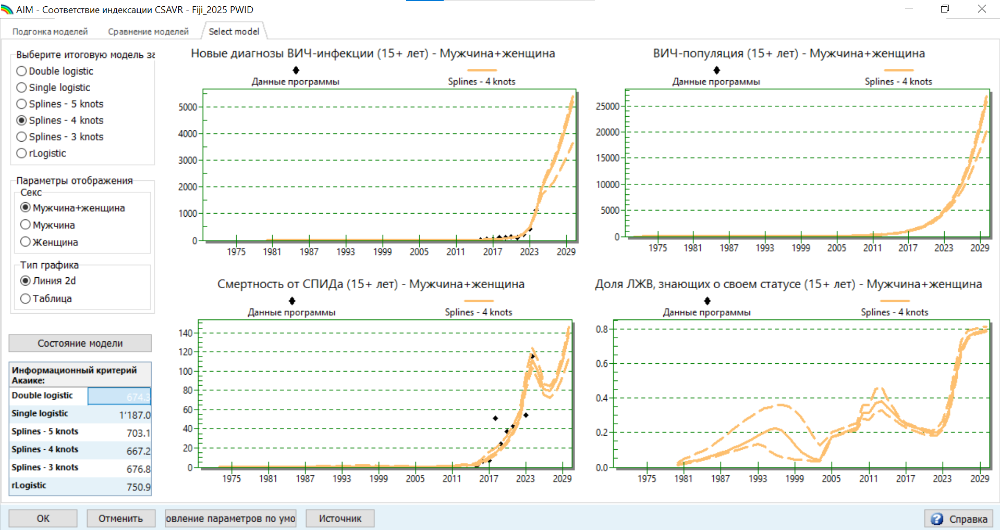 AIM - Соответствие индексации CSAVR - Fiji_2025 PWID
Подгонка моделей
Сравнение моделей
Select model
Выберите итоговую модель за
Double logistic
Single logistic
Splines - 5 knots
Splines - 4 knots
Splines - 3 knots
rLogistic
Параметры отображения
Секс
Мужчина+женщина
Мужчина
Женщина
Тип графика
Линия 2d
Таблица
Состояние модели
Информационный критерий
Акаике:
Double logistic 674.3
Single logistic 1'187.0
Splines - 5 knots 703.1
Splines - 4 knots 667.2
Splines - 3 knots 676.8
rLogistic 750.9
Новые диагнозы ВИЧ-инфекции (15+ лет) - Мужчина+женщина
Данные программы
Splines - 4 knots
5000
4000
3000
2000
1000
0
1975 1981 1987 1993 1999 2005 2011 2017 2023 2029
ВИЧ-популяция (15+ лет) - Мужчина+женщина
Данные программы
Splines - 4 knots
25000
20000
15000
10000
5000
0
1975 1981 1987 1993 1999 2005 2011 2017 2023 2029
Смертность от СПИДа (15+ лет) - Мужчина+женщина
Данные программы
Splines - 4 knots
140
120
100
80
60
40
20
0
1975 1981 1987 1993 1999 2005 2011 2017 2023 2029
Доля ЛЖВ, знающих о своем статусе (15+ лет) - Мужчина+женщина
Данные программы
Splines - 4 knots
0.8
0.6
0.4
0.2
0.0
1975 1981 1987 1993 1999 2005 2011 2017 2023 2029
ОК
Отменить
овление параметров по умо
Источник
Справка